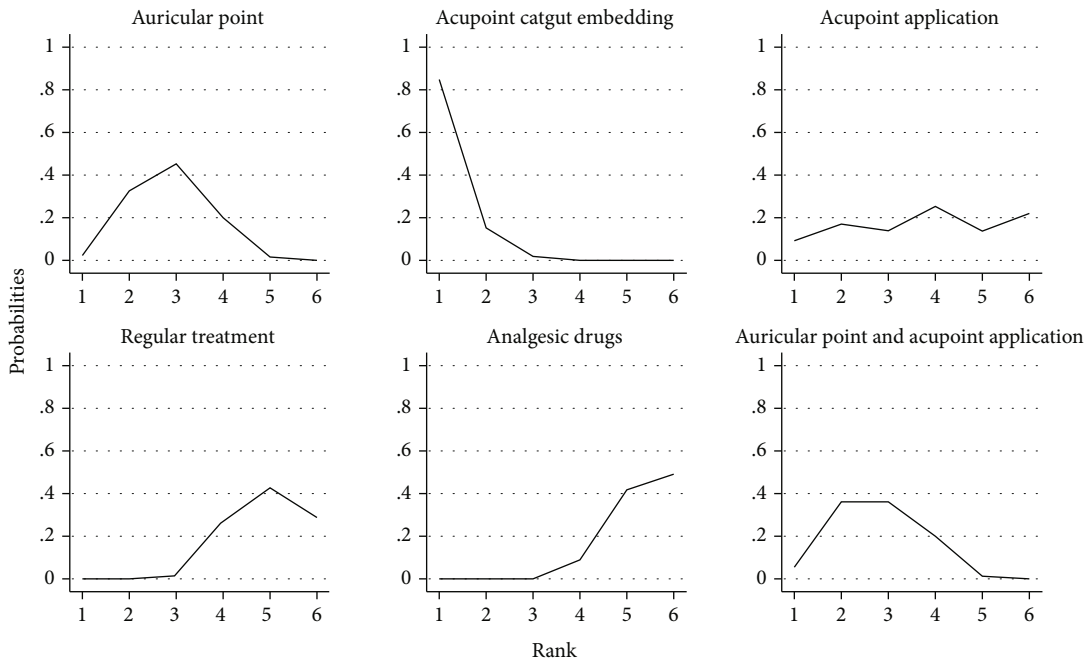 Auricular point
Acupoint catgut embedding
Acupoint application
1
.8
.6
.4
.2
0
1 2 3 4 5 6
1
.8
.6
.4
.2
0
1 2 3 4 5 6
1
.8
.6
.4
.2
0
1 2 3 4 5 6
Probabilities
Regular treatment
Analgesic drugs
Auricular point and acupoint application
1
.8
.6
.4
.2
0
1 2 3 4 5 6
1
.8
.6
.4
.2
0
1 2 3 4 5 6
1
.8
.6
.4
.2
0
1 2 3 4 5 6
Rank